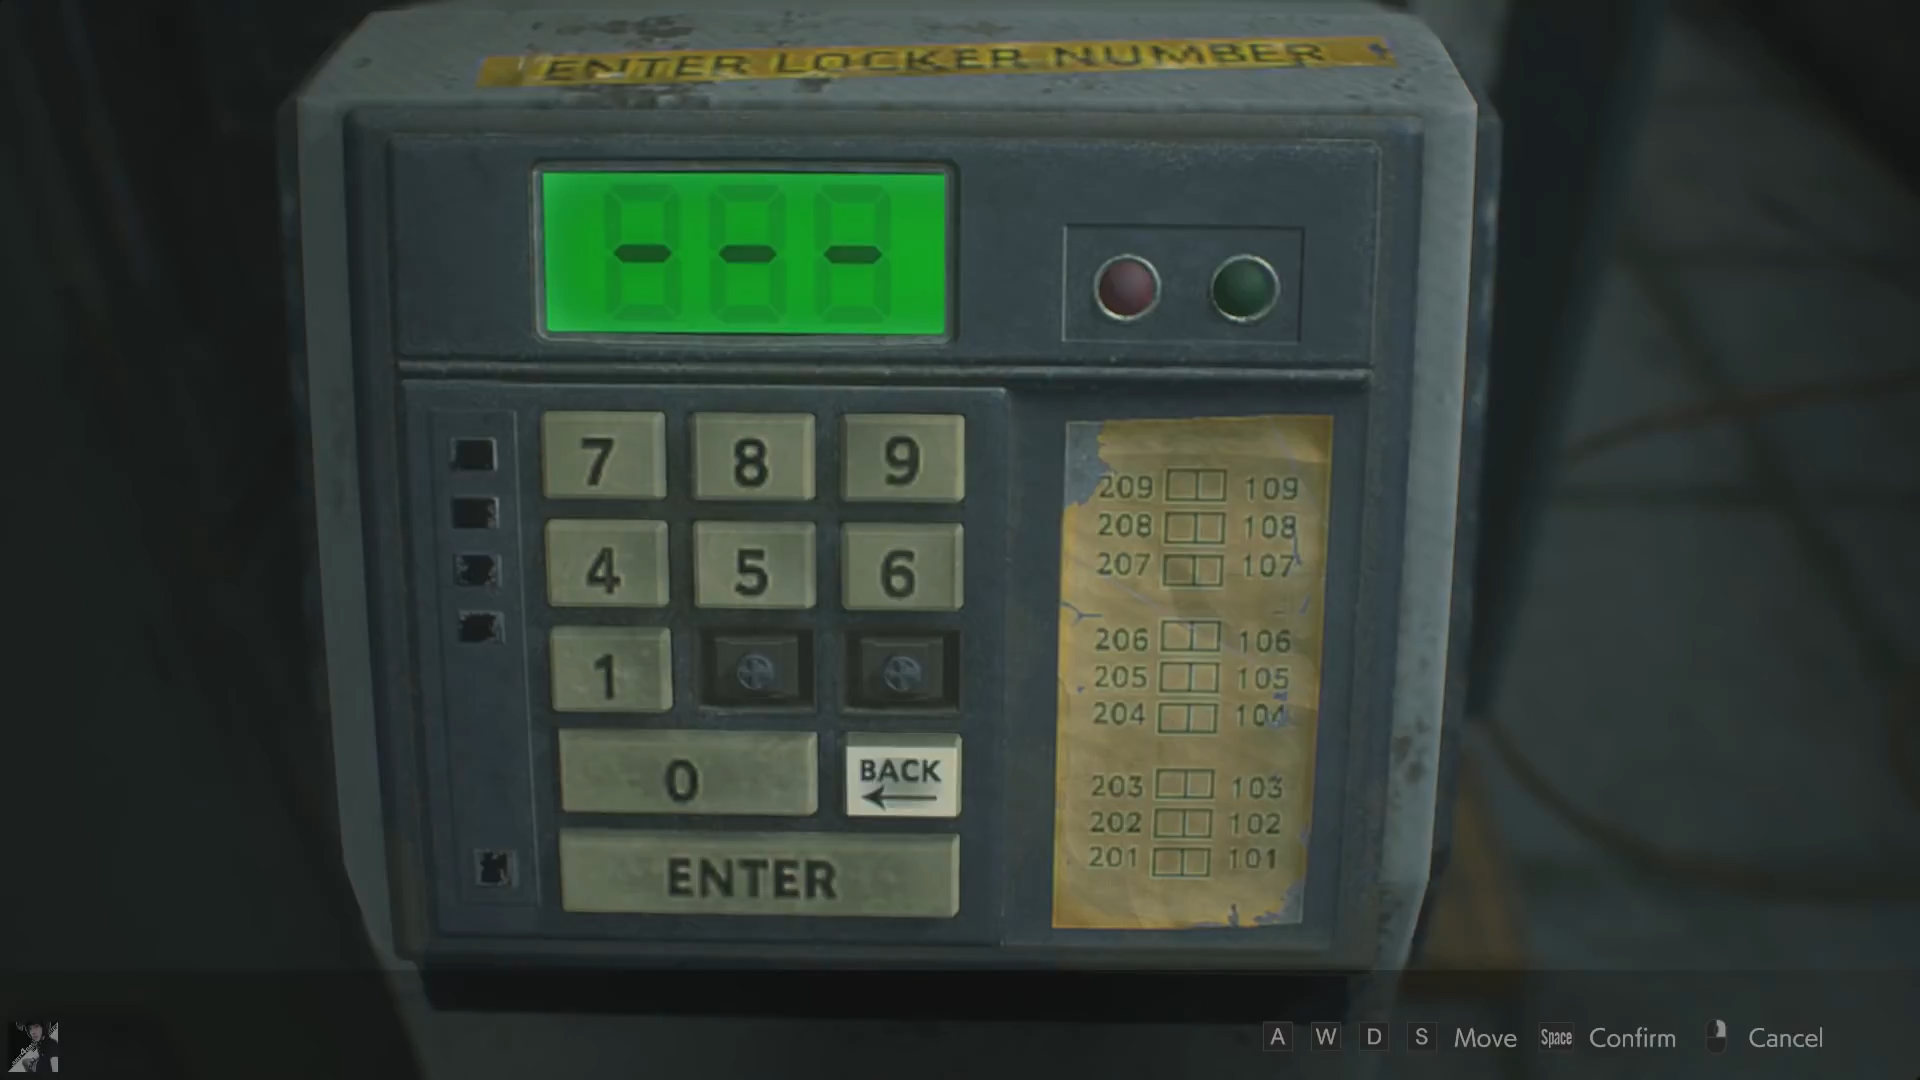 ENTER LOCKER NUMBER
- - -
7 8 9
4 5 6
1
0 BACK
ENTER
209 109
208 108
207 107
206 106
205 105
204 104
203 103
202 102
201 101
A W D S Move Space Confirm Cancel